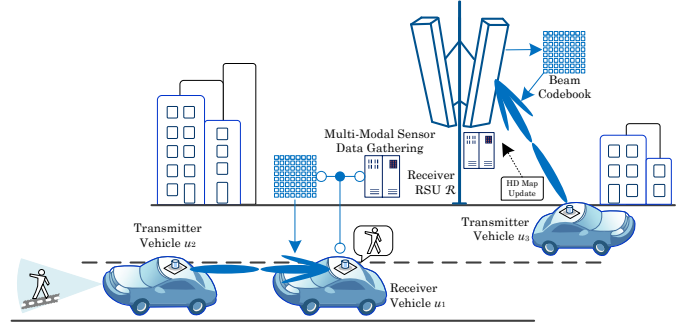 Beam
Codebook
Multi-Modal Sensor
Data Gathering
Receiver
RSU ℛ
HD Map
Update
Transmitter
Vehicle u₃
Transmitter
Vehicle u₂
Receiver
Vehicle u₁